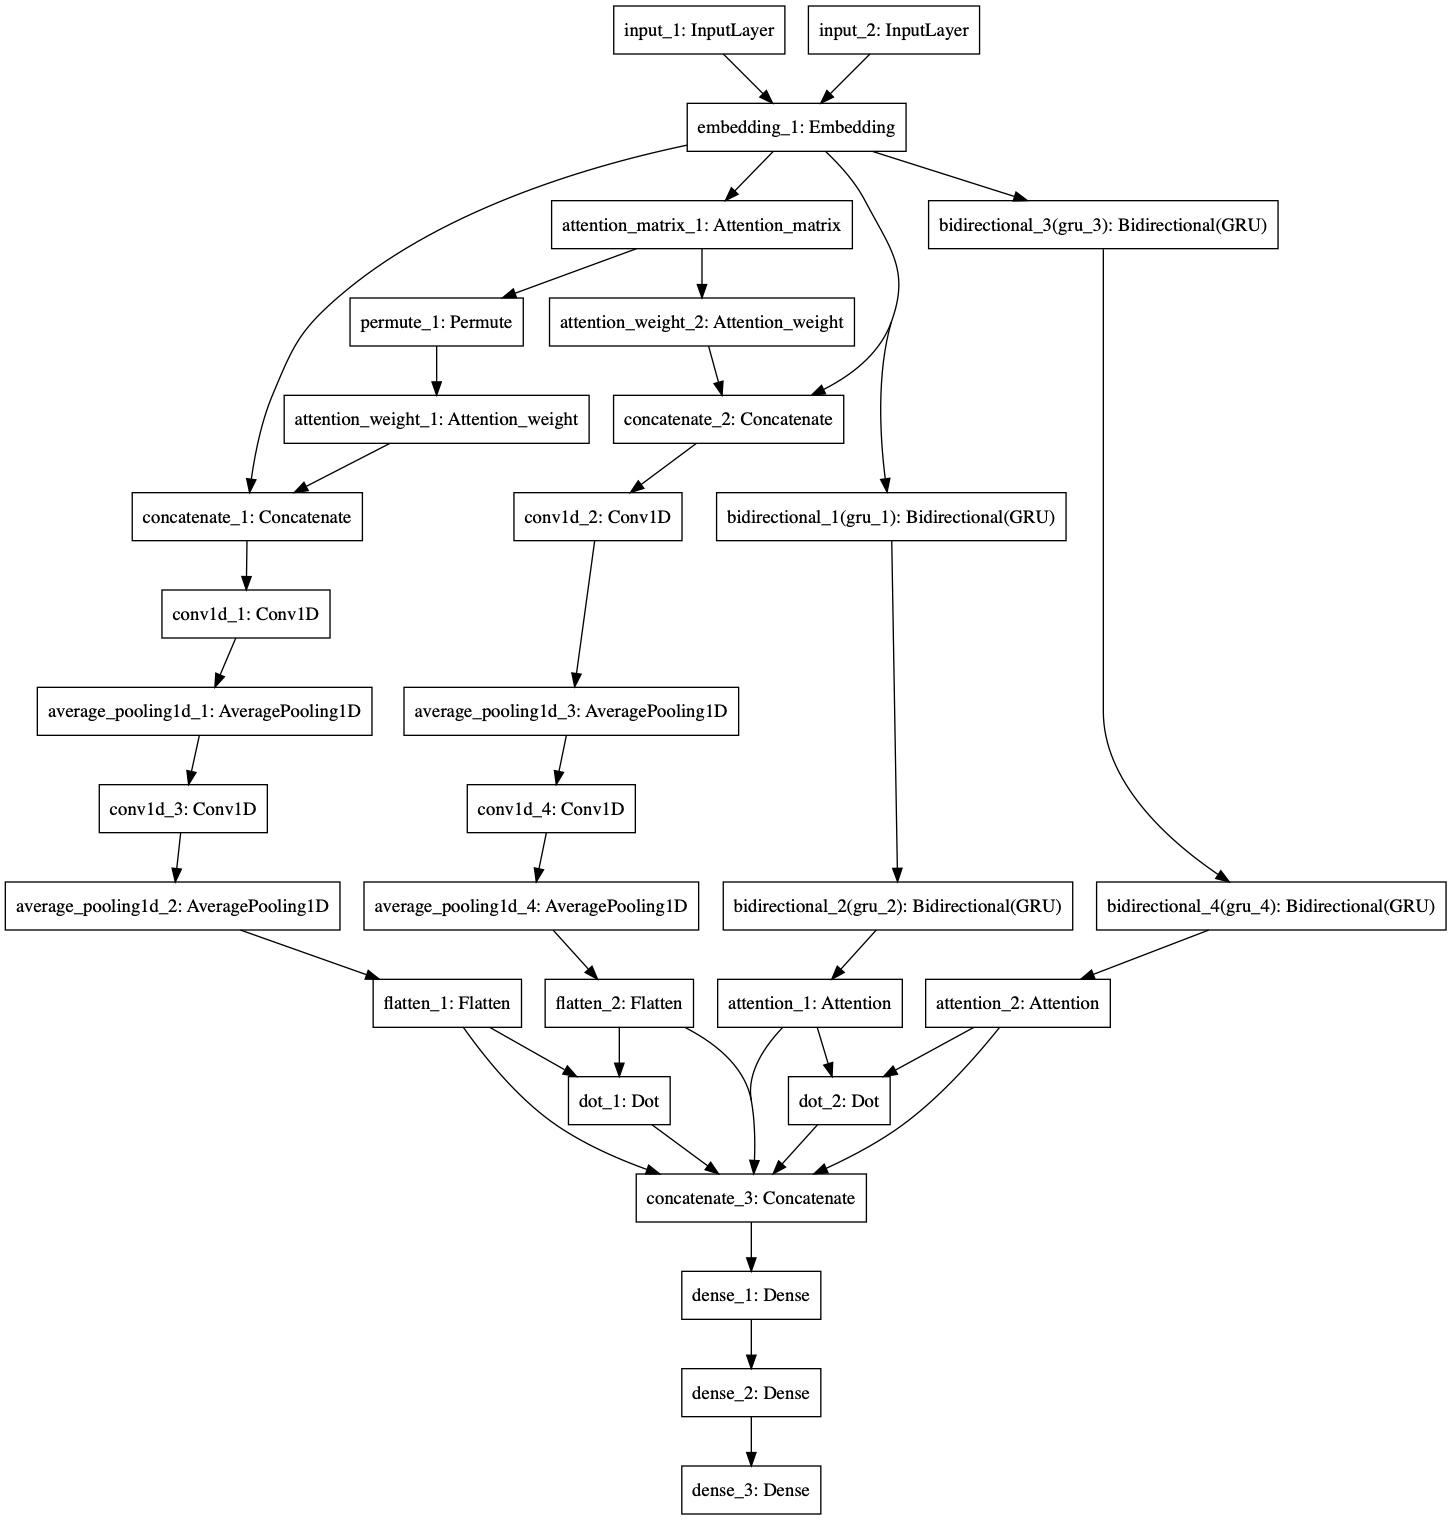 input_1: InputLayer
input_2: InputLayer
embedding_1: Embedding
attention_matrix_1: Attention_matrix
bidirectional_3(gru_3): Bidirectional(GRU)
permute_1: Permute
attention_weight_2: Attention_weight
attention_weight_1: Attention_weight
concatenate_2: Concatenate
concatenate_1: Concatenate
conv1d_2: Conv1D
bidirectional_1(gru_1): Bidirectional(GRU)
conv1d_1: Conv1D
average_pooling1d_1: AveragePooling1D
average_pooling1d_3: AveragePooling1D
conv1d_3: Conv1D
conv1d_4: Conv1D
average_pooling1d_2: AveragePooling1D
average_pooling1d_4: AveragePooling1D
bidirectional_2(gru_2): Bidirectional(GRU)
bidirectional_4(gru_4): Bidirectional(GRU)
flatten_1: Flatten
flatten_2: Flatten
attention_1: Attention
attention_2: Attention
dot_1: Dot
dot_2: Dot
concatenate_3: Concatenate
dense_1: Dense
dense_2: Dense
dense_3: Dense